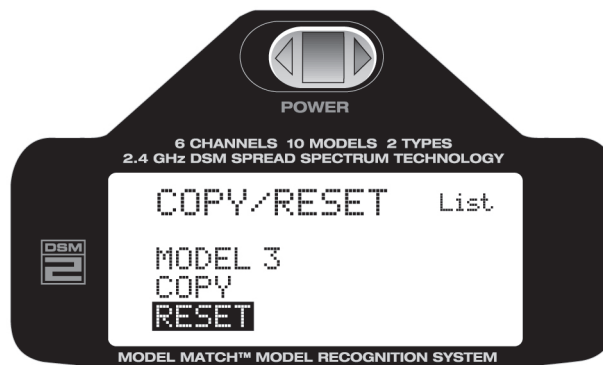 POWER
6 CHANNELS 10 MODELS 2 TYPES
2.4 GHz DSM SPREAD SPECTRUM TECHNOLOGY
COPY/RESET List
DSM
2
MODEL 3
COPY
RESET
MODEL MATCH™ MODEL RECOGNITION SYSTEM